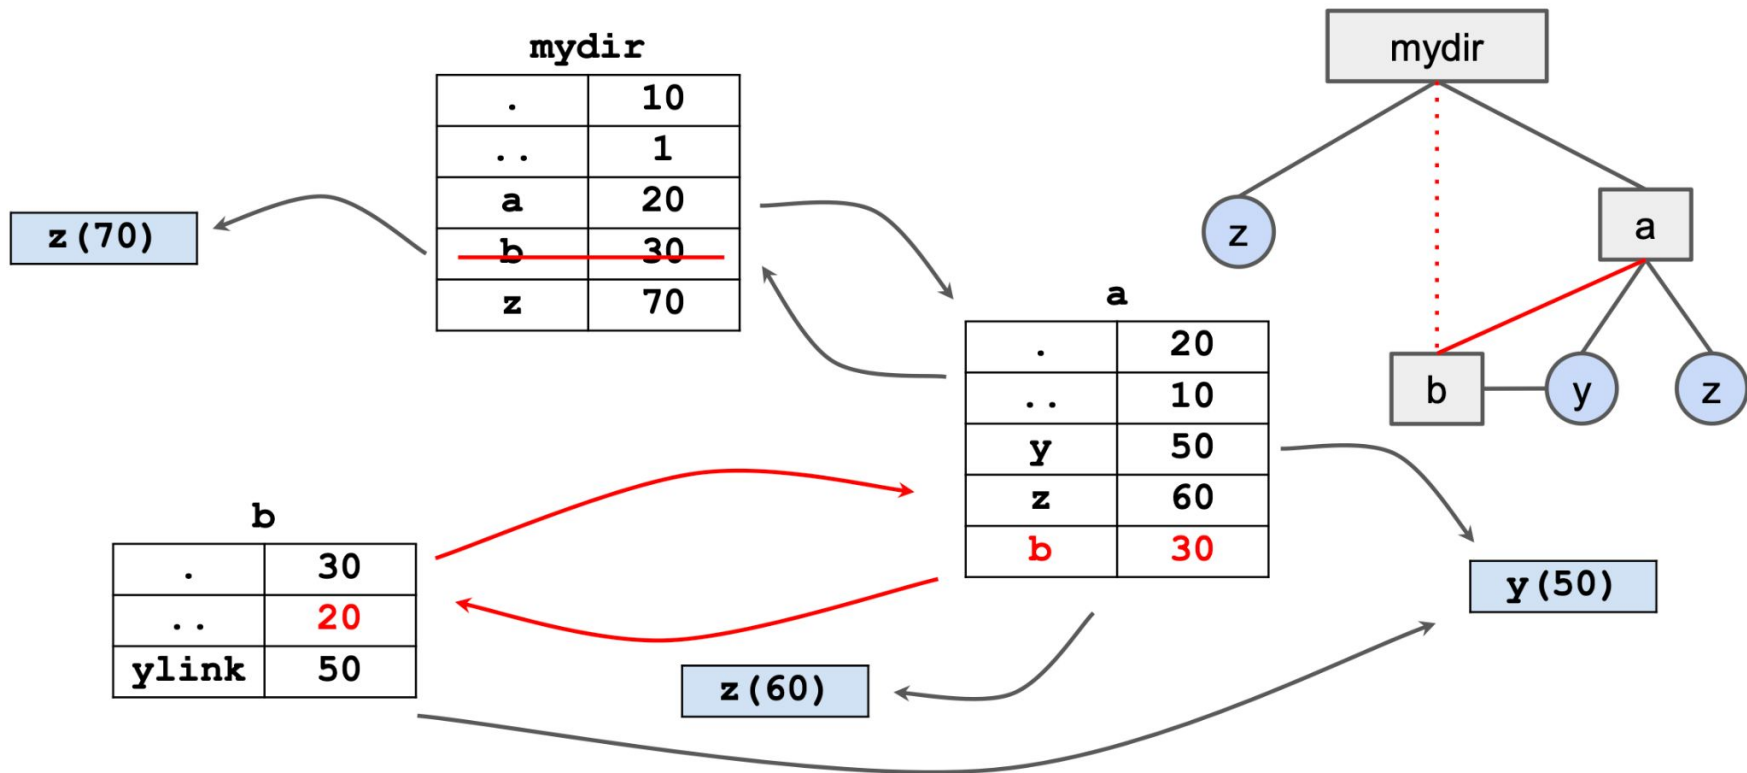 mydir
. 10
.. 1
a 20
b 30
z 70
z(70)
a
. 20
.. 10
y 50
z 60
b 30
b
. 30
.. 20
ylink 50
z(60)
y(50)
mydir
z
a
b
y
z